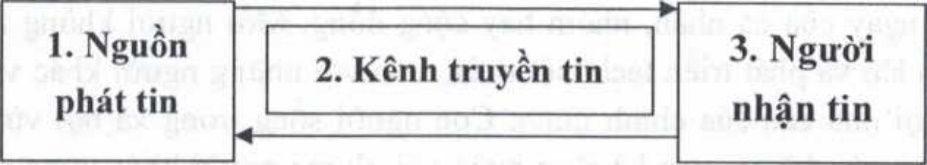 1. Nguồn
phát tin
2. Kênh truyền tin
3. Người
nhận tin